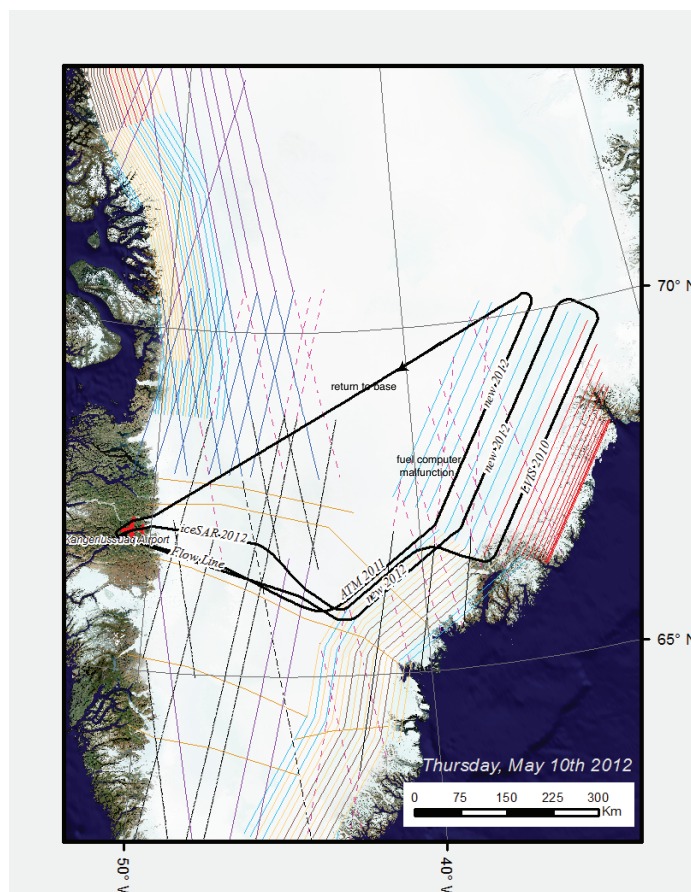 70° N
return to base
new 2012
fuel computer
malfunction
new 2012
EVIS 2010
iceSAR 2012
Kangerlussuaq Airport
Flow Line
ATM 2011
new 2012
65° N
Thursday, May 10th 2012
0 75 150 225 300
Km
50° W
40° W